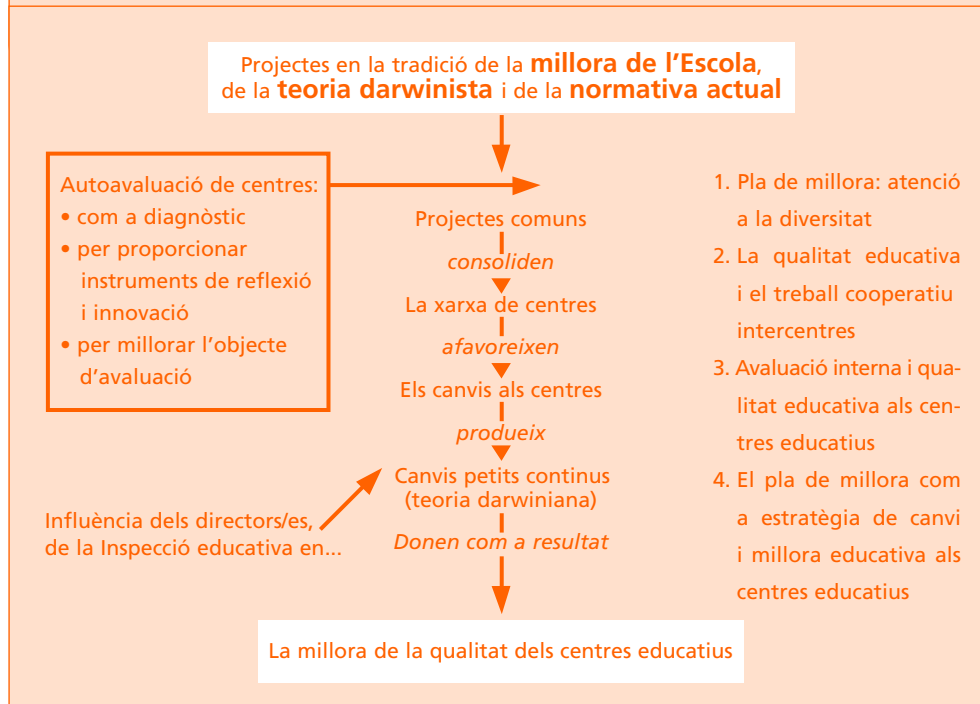 Projectes en la tradició de la millora de l’Escola,
de la teoria darwinista i de la normativa actual
Autoavaluació de centres:
• com a diagnòstic
• per proporcionar
instruments de reflexió
i innovació
• per millorar l’objecte
d’avaluació
Projectes comuns
consoliden
La xarxa de centres
afavoreixen
Els canvis als centres
produeix
Canvis petits continus
(teoria darwiniana)
Donen com a resultat
Influència dels directors/es,
de la Inspecció educativa en...
1. Pla de millora: atenció
a la diversitat
2. La qualitat educativa
i el treball cooperatiu
intercentres
3. Avaluació interna i qua-
litat educativa als cen-
tres educatius
4. El pla de millora com
a estratègia de canvi
i millora educativa als
centres educatius
La millora de la qualitat dels centres educatius